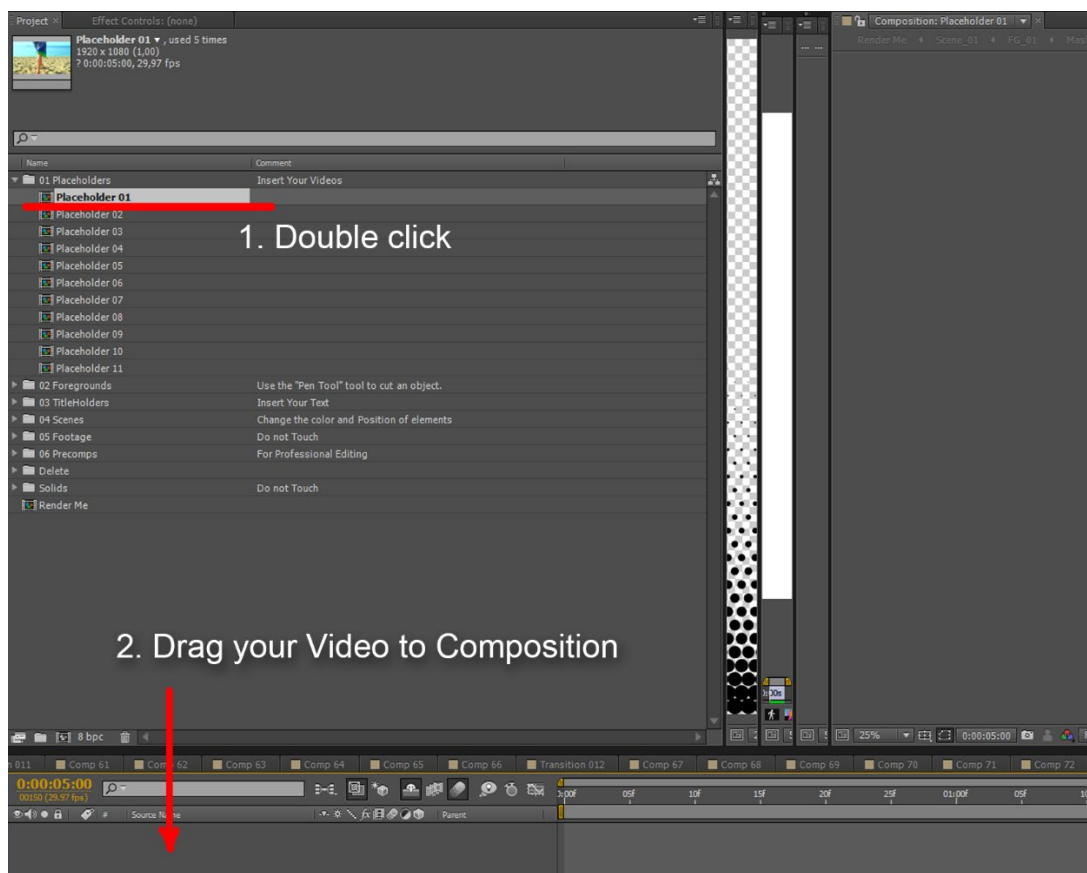 Project × Effect Controls: (none)
Placeholder 01 ▾ , used 5 times
1920 x 1080 (1,00)
? 0:00:05:00, 29,97 fps
Composition: Placeholder 01
Render Me Scene_01 FG_01
Name Comment
01 Placeholders Insert Your Videos
Placeholder 01
Placeholder 02
Placeholder 03
1. Double click
Placeholder 04
Placeholder 05
Placeholder 06
Placeholder 07
Placeholder 08
Placeholder 09
Placeholder 10
Placeholder 11
02 Foregrounds Use the "Pen Tool" tool to cut an object.
03 TitleHolders Insert Your Text
04 Scenes Change the color and Position of elements
05 Footage Do not Touch
06 Precomps For Professional Editing
Delete
Solids Do not Touch
Render Me
2. Drag your Video to Composition
8 bpc 25% 0:00:05:00
011 Comp 61 Comp 62 Comp 63 Comp 64 Comp 65 Comp 66 Transition 012 Comp 67 Comp 68 Comp 69 Comp 70 Comp 71 Comp 72
0:00:05:00
00150 (29.97 fps)
05f 10f 15f 20f 25f 01:00f 05f
# Source Name Parent